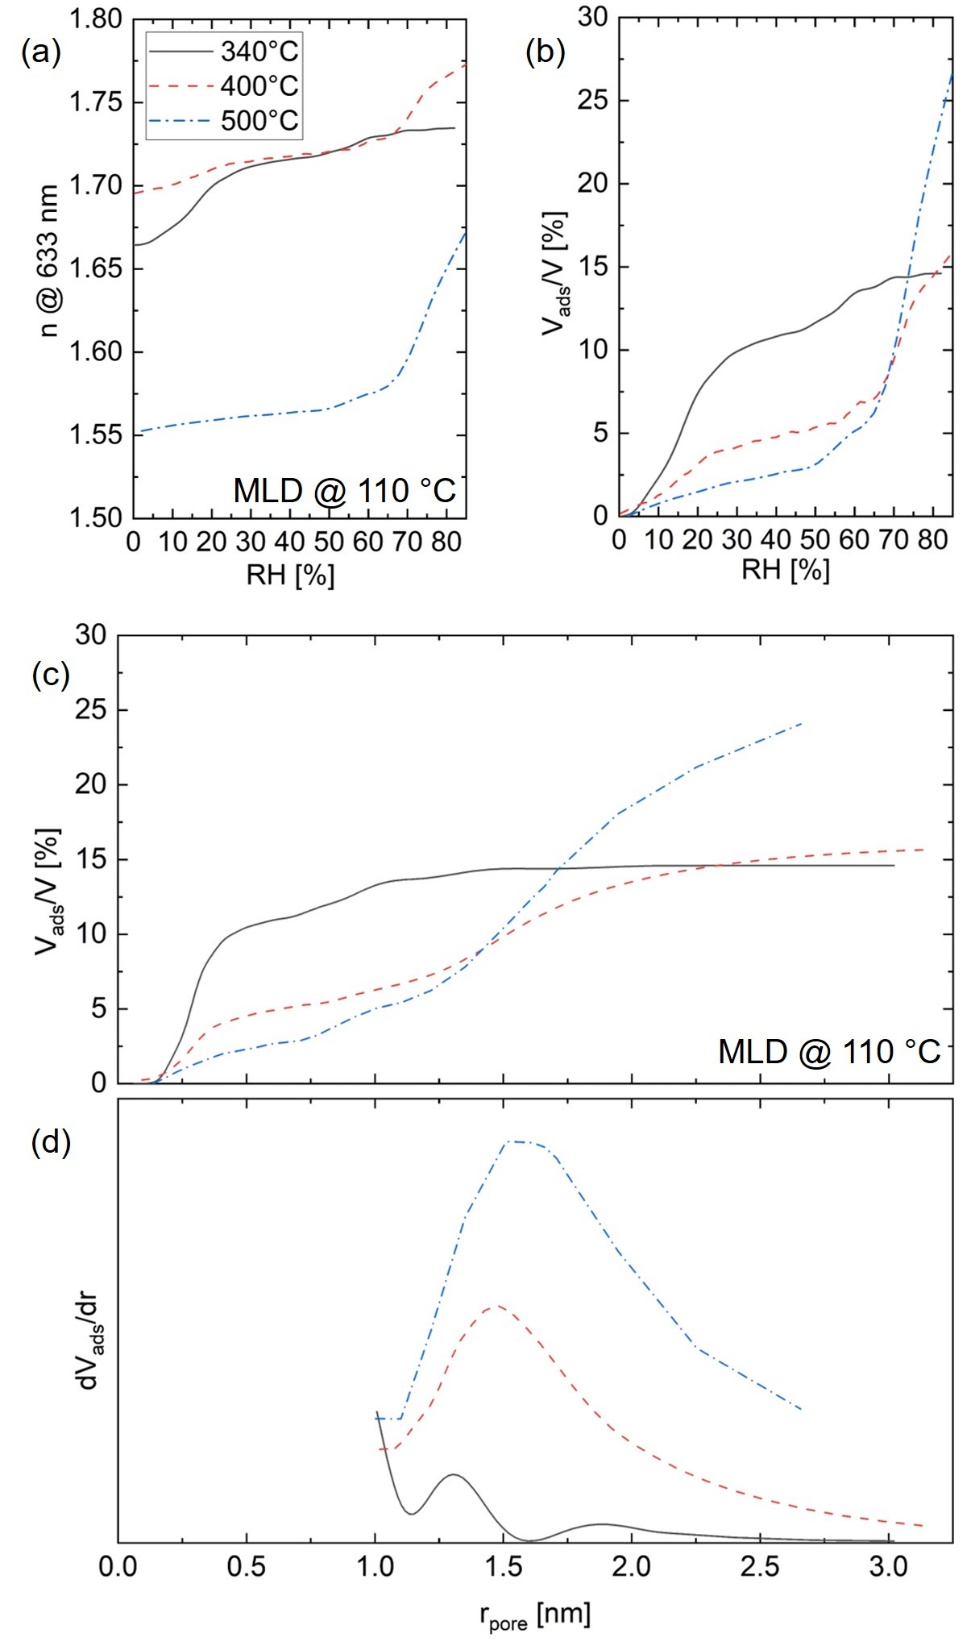 (a)
1.80
1.75
1.70
1.65
1.60
1.55
1.50
n @ 633 nm
340°C
400°C
500°C
MLD @ 110 °C
0 10 20 30 40 50 60 70 80
RH [%]
(b)
30
25
20
15
10
5
0
Vads/V [%]
0 10 20 30 40 50 60 70 80
RH [%]
(c)
30
25
20
15
10
5
0
Vads/V [%]
MLD @ 110 °C
(d)
dVads/dr
0.0 0.5 1.0 1.5 2.0 2.5 3.0
rpore [nm]